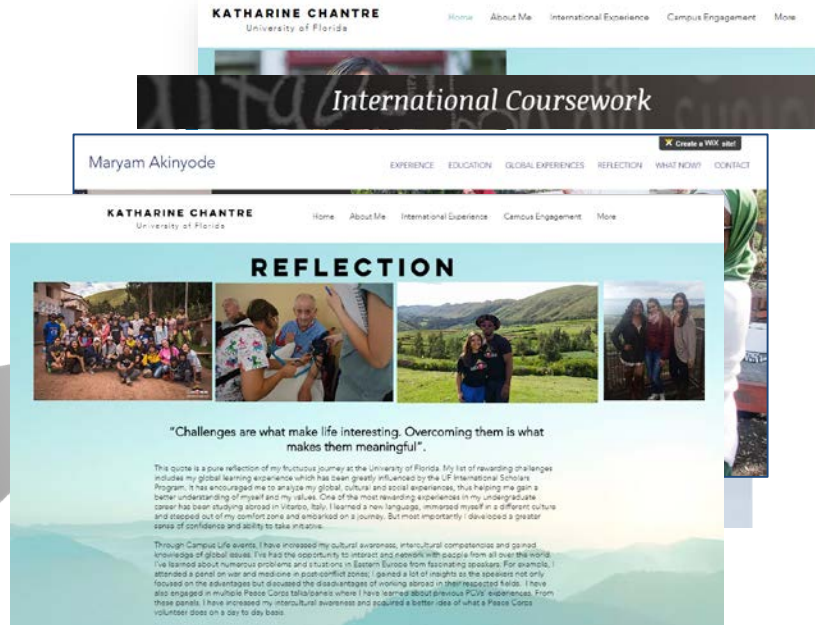 KATHARINE CHANTRE
University of Florida
Home About Me International Experience Campus Engagement More
International Coursework
Create a WiX site!
Maryam Akinyode
EXPERIENCE EDUCATION GLOBAL EXPERIENCES REFLECTION WHAT NOW? CONTACT
KATHARINE CHANTRE
University of Florida
Home About Me International Experience Campus Engagement More
REFLECTION
"Challenges are what make life interesting. Overcoming them is what
makes them meaningful".
This quote is a pure reflection of my fructuous journey at the University of Florida. My list of rewarding challenges
includes my global learning experience which has been greatly influenced by the UF International Scholars
Program. It has encouraged me to analyze my global, cultural and social experiences, thus helping me gain a
better understanding of myself and my values. One of the most rewarding experiences in my undergraduate
career has been studying abroad in Viterbo, Italy. I learned a new language, immersed myself in a different culture
and stepped out of my comfort zone and embarked on a journey. But most importantly I developed a greater
sense of confidence and ability to take initiative.
Through Campus Life events, I have increased my cultural awareness, intercultural competencies and gained
knowledge of global issues. I've had the opportunity to interact and network with people from all over the world.
I've learned about numerous problems and situations in Eastern Europe from fascinating speakers. For example, I
attended a panel on war and medicine in post-conflict zones; I gained a lot of insights as the speakers not only
focused on the advantages but discussed the disadvantages of working abroad in their respected fields. I have
also engaged in multiple Peace Corps talks/panels where I have learned about previous PCVs' experiences. From
these panels, I have increased my intercultural awareness and acquired a better idea of what a Peace Corps
volunteer does on a day to day basis.